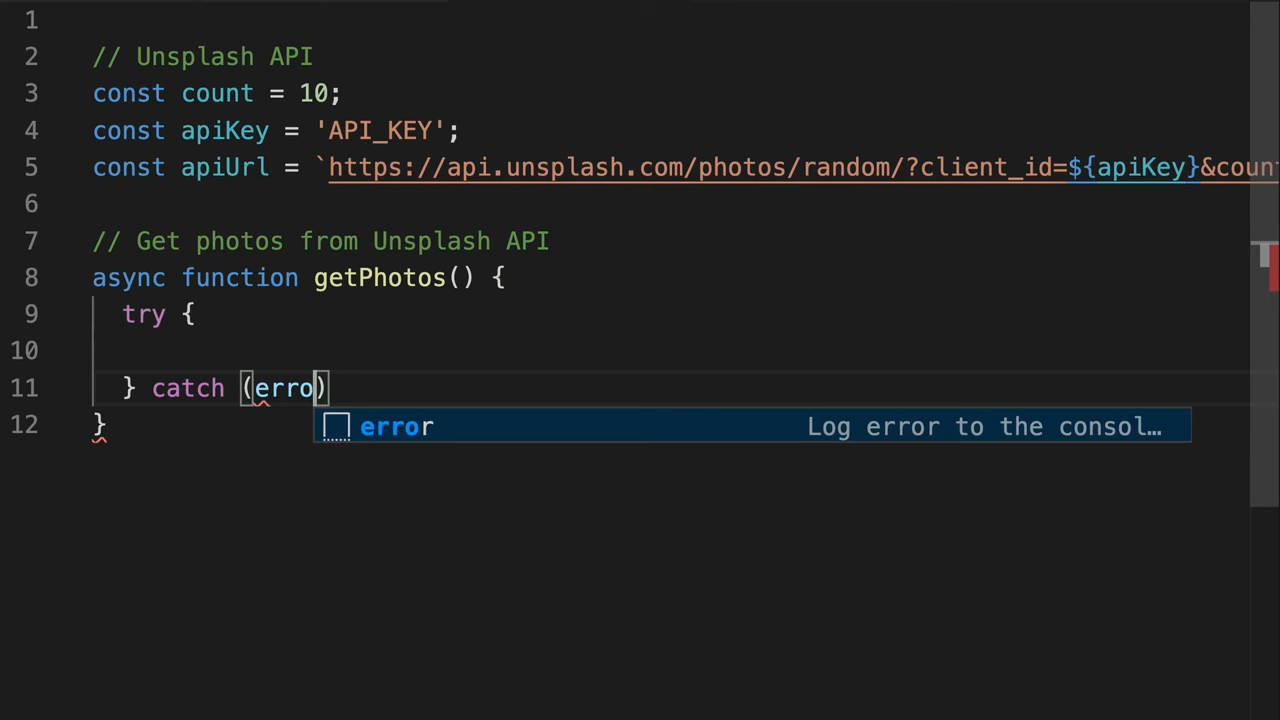 1
2 // Unsplash API
3 const count = 10;
4 const apiKey = 'API_KEY';
5 const apiUrl = `https://api.unsplash.com/photos/random/?client_id=${apiKey}&coun
6
7 // Get photos from Unsplash API
8 async function getPhotos() {
9 try {
10
11 } catch (erro)
12 }
error Log error to the consol…